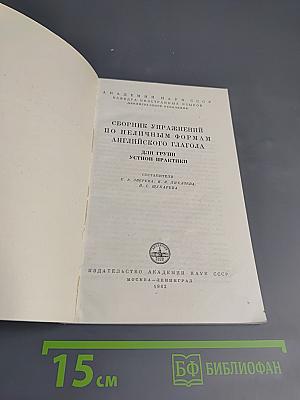 АКАДЕМИЯ НАУК СССР
КАФЕДРА ИНОСТРАННЫХ ЯЗЫКОВ
СБОРНИК УПРАЖНЕНИЙ
ПО НЕЛИЧНЫМ ФОРМАМ
АНГЛИЙСКОГО ГЛАГОЛА
ДЛЯ ГРУПП
УСТНОЙ ПРАКТИКИ
СОСТАВИТЕЛИ
ИЗДАТЕЛЬСТВО АКАДЕМИИ НАУК СССР
МОСКВА—ЛЕНИНГРАД
1962
15 см
БФ БИБЛИОФАН